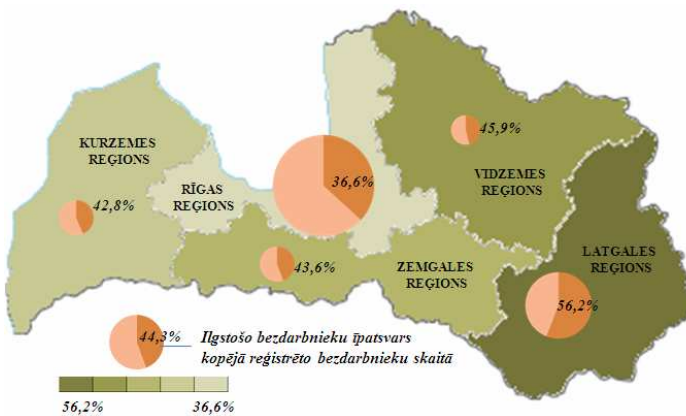 KURZEMES
REĢIONS
42,8%
RĪGAS
REĢIONS
36,6%
45,9%
VIDZEMES
REĢIONS
43,6%
ZEMGALES
REĢIONS
LATGALES
REĢIONS
56,2%
44,3%
Ilgstošo bezdarbnieku īpatsvars
kopējā reģistrēto bezdarbnieku skaitā
56,2%
36,6%